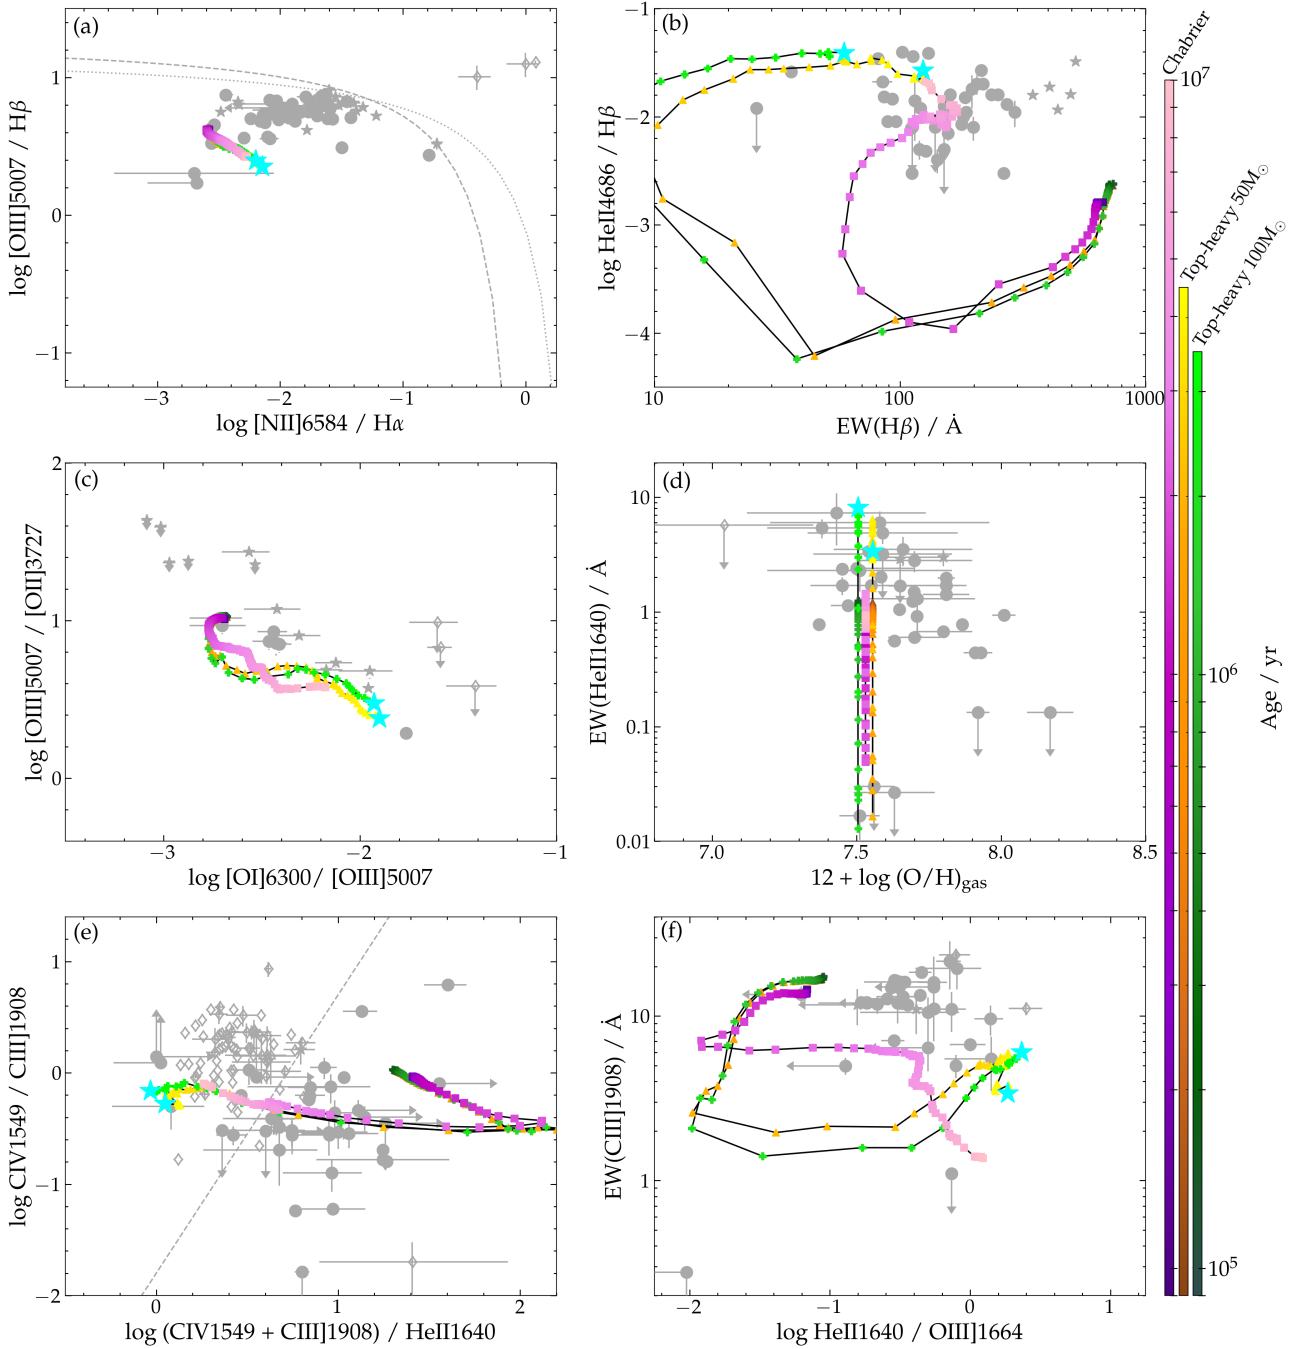 (a)
1
0
−1
−3
−2
−1
0
log [OIII]5007 / Hβ
log [NII]6584 / Hα
(b)
−1
−2
−3
−4
10
100
1000
log HeII4686 / Hβ
EW(Hβ) / Å
(c)
2
1
0
−3
−2
−1
log [OIII]5007 / [OII]3727
log [OI]6300/ [OIII]5007
(d)
10
1
0.1
0.01
7.0
7.5
8.0
8.5
EW(HeII1640) / Å
12 + log (O/H)gas
(e)
1
0
−1
−2
0
1
2
log CIV1549 / CIII]1908
log (CIV1549 + CIII]1908) / HeII1640
(f)
10
1
−2
−1
0
1
EW(CIII]1908) / Å
log HeII1640 / OIII]1664
Chabrier
Top-heavy 50M⊙
Top-heavy 100M⊙
10⁷
10⁶
10⁵
Age / yr